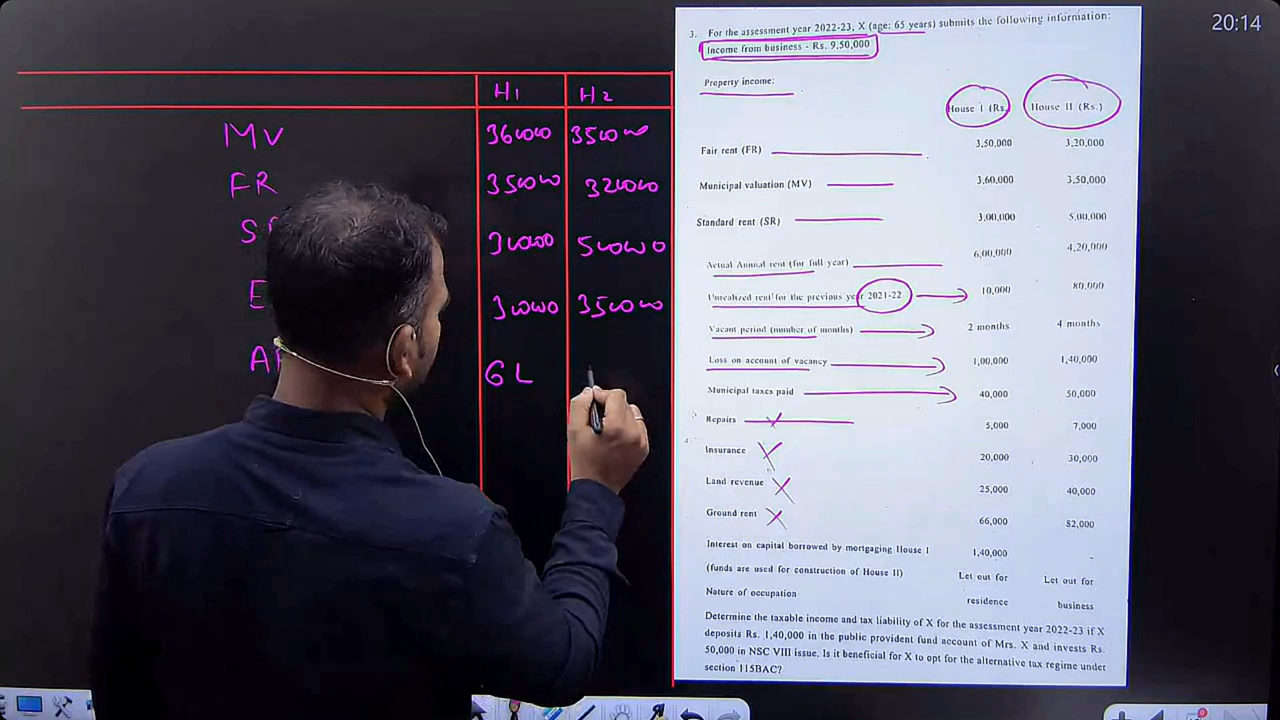 20:14
H1 H2
MV 360000 350000
FR 350000 320000
300000 500000
300000 350000
6L
3. For the assessment year 2022-23, X (age: 65 years) submits the following information:
Income from business - Rs. 9,50,000
Property income:
House I (Rs. House II (Rs.)
Fair rent (FR) 3,50,000 3,20,000
Municipal valuation (MV) 3,60,000 3,50,000
Standard rent (SR) 3,00,000 5,00,000
Actual Annual rent (for full year) 6,00,000 4,20,000
Unrealized rent for the previous year 2021-22 10,000 80,000
Vacant period (number of months) 2 months 4 months
Loss on account of vacancy 1,00,000 1,40,000
Municipal taxes paid 40,000 50,000
Repairs 5,000 7,000
Insurance 20,000 30,000
Land revenue 25,000 40,000
Ground rent 66,000 82,000
Interest on capital borrowed by mortgaging House I 1,40,000 -
(funds are used for construction of House II) Let out for Let out for
Nature of occupation residence business
Determine the taxable income and tax liability of X for the assessment year 2022-23 if X
deposits Rs. 1,40,000 in the public provident fund account of Mrs. X and invests Rs.
50,000 in NSC VIII issue. Is it beneficial for X to opt for the alternative tax regime under
section 115BAC?